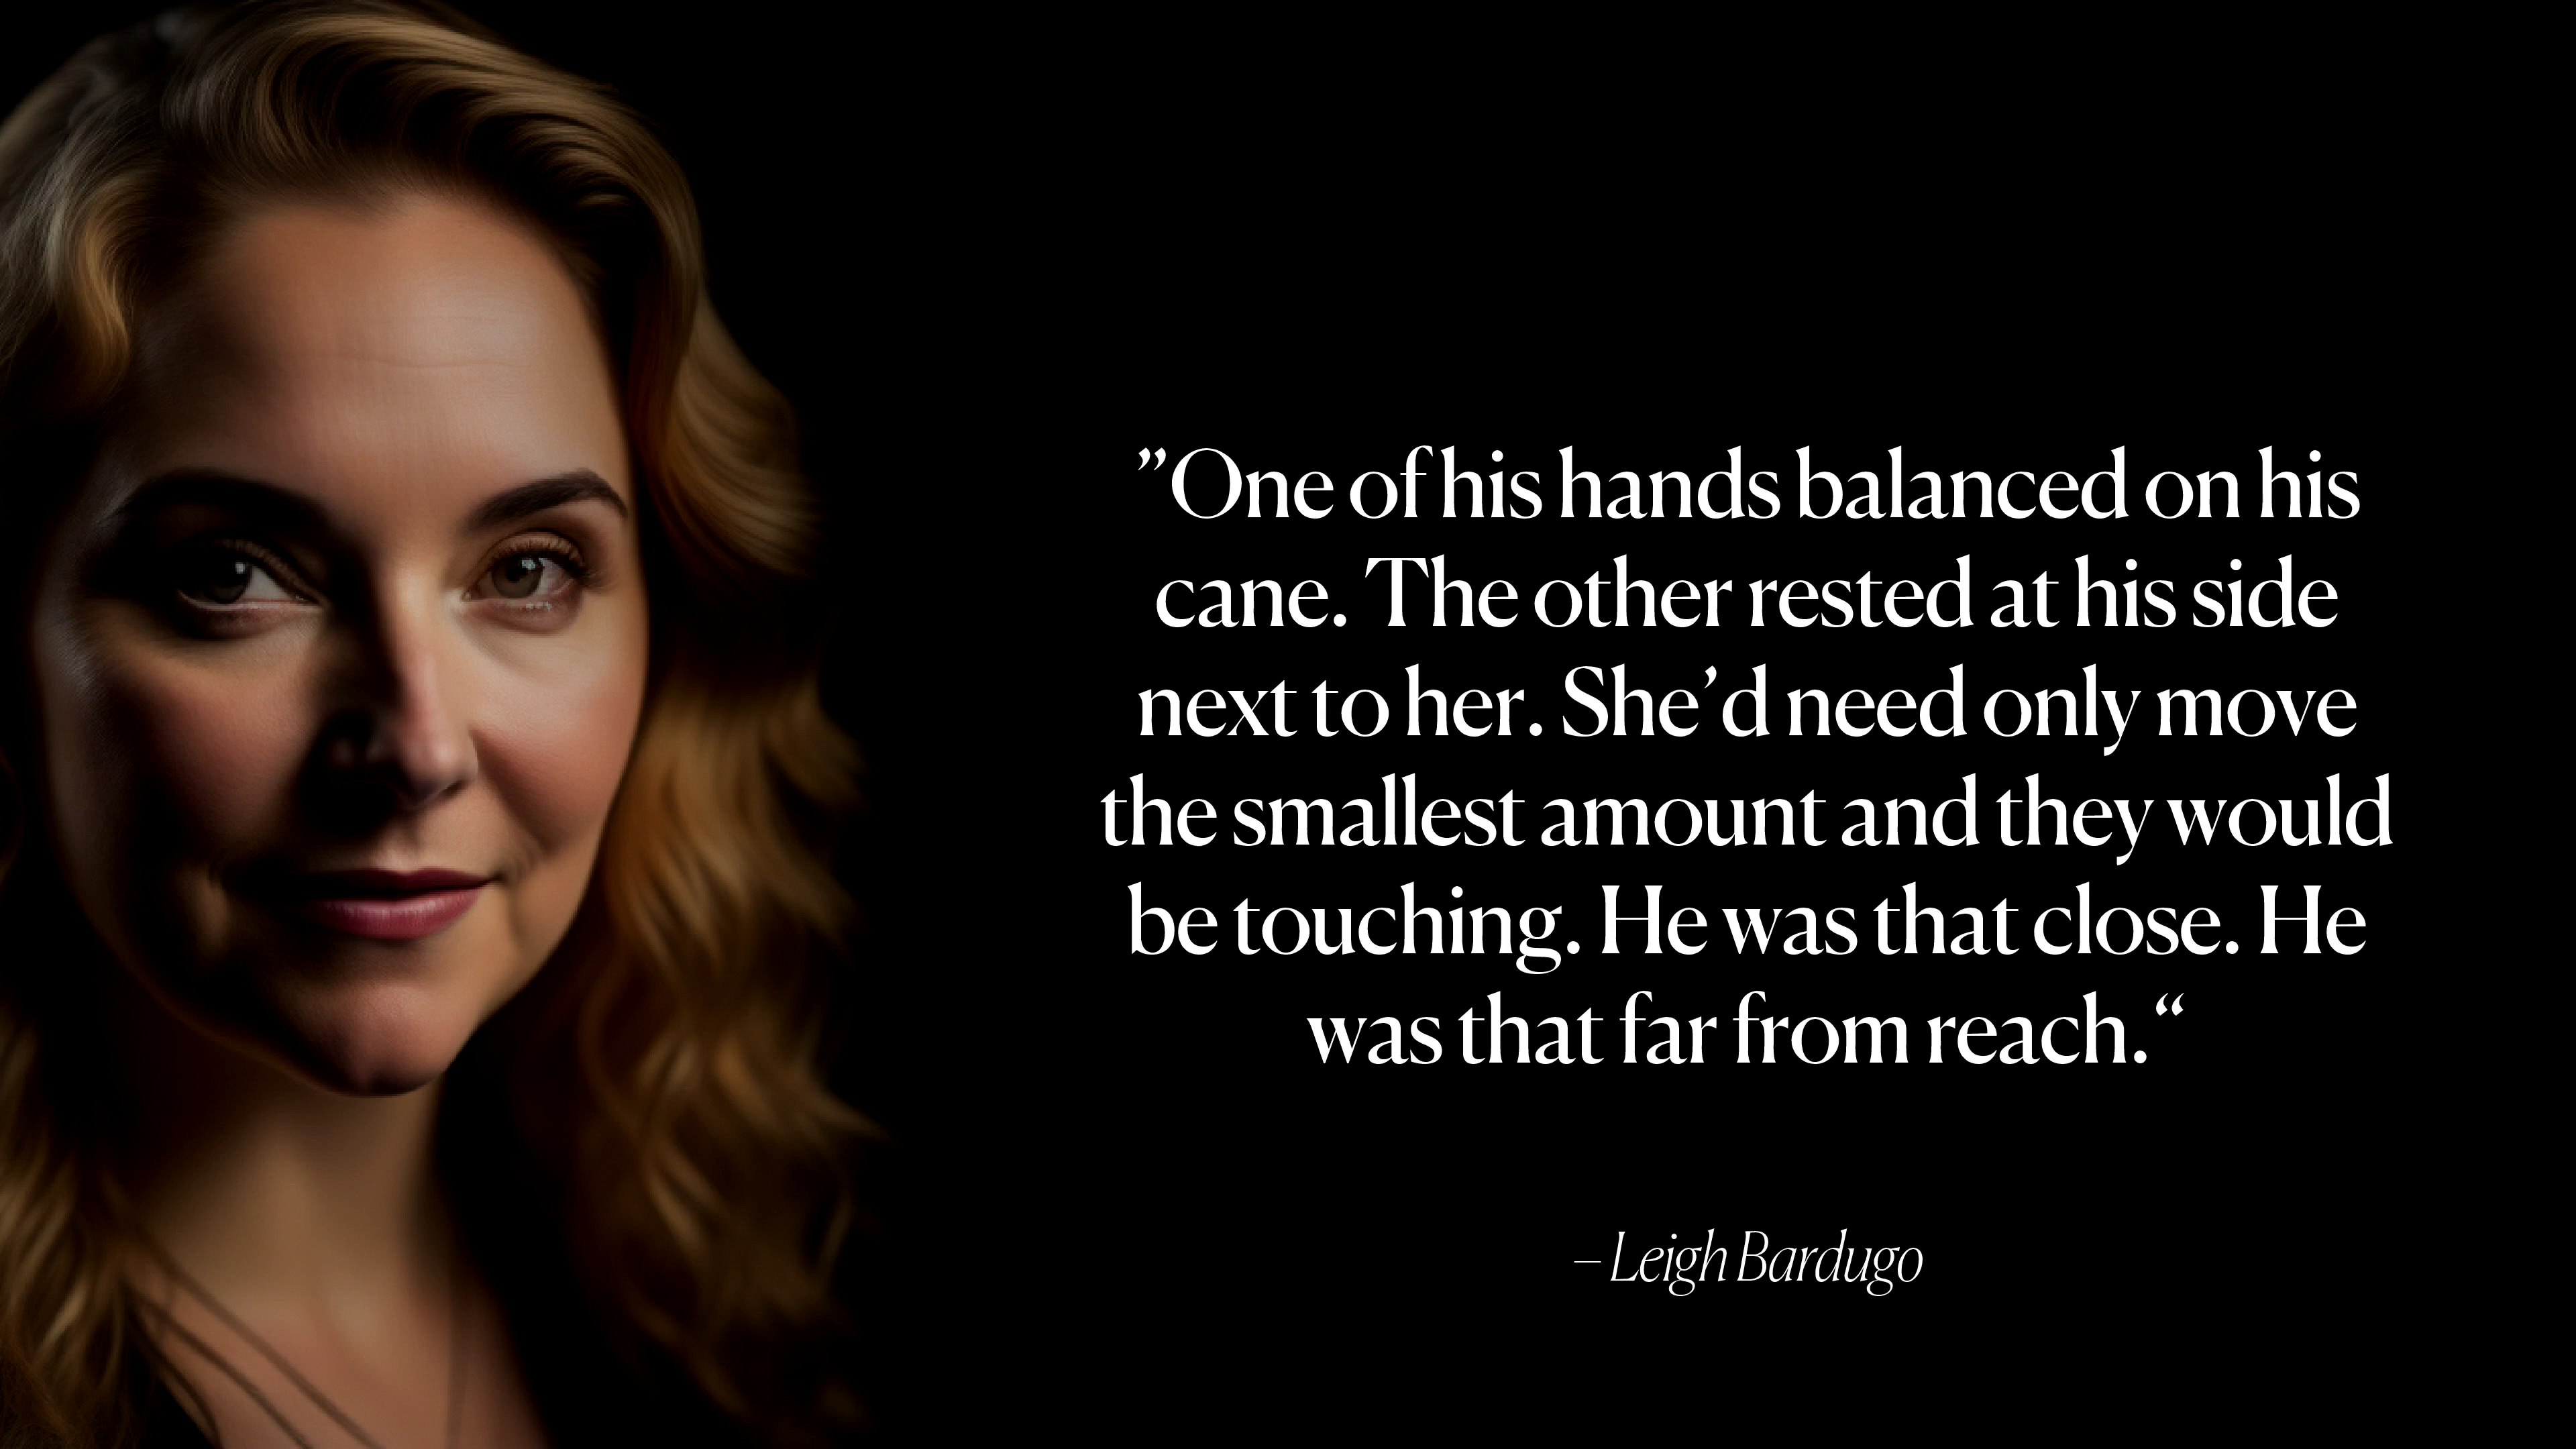 ”One of his hands balanced on his
cane. The other rested at his side
next to her. She’d need only move
the smallest amount and they would
be touching. He was that close. He
was that far from reach.“
– Leigh Bardugo